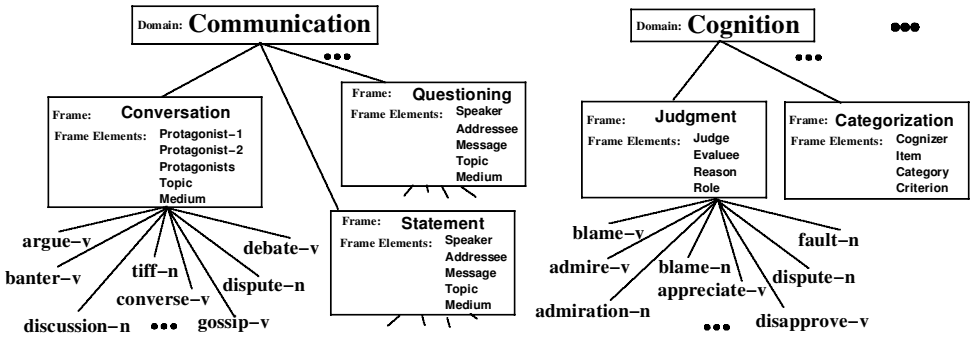 Domain: Communication
Domain: Cognition
Frame: Conversation
Frame Elements: Protagonist-1
Protagonist-2
Protagonists
Topic
Medium
Frame: Questioning
Frame Elements: Speaker
Addressee
Message
Topic
Medium
Frame: Statement
Frame Elements: Speaker
Addressee
Message
Topic
Medium
argue-v
banter-v
discussion-n
tiff-n
converse-v
gossip-v
dispute-n
debate-v
Frame: Judgment
Frame Elements: Judge
Evaluee
Reason
Role
Frame: Categorization
Frame Elements: Cognizer
Item
Category
Criterion
blame-v
admire-v
admiration-n
blame-n
appreciate-v
disapprove-v
dispute-n
fault-n